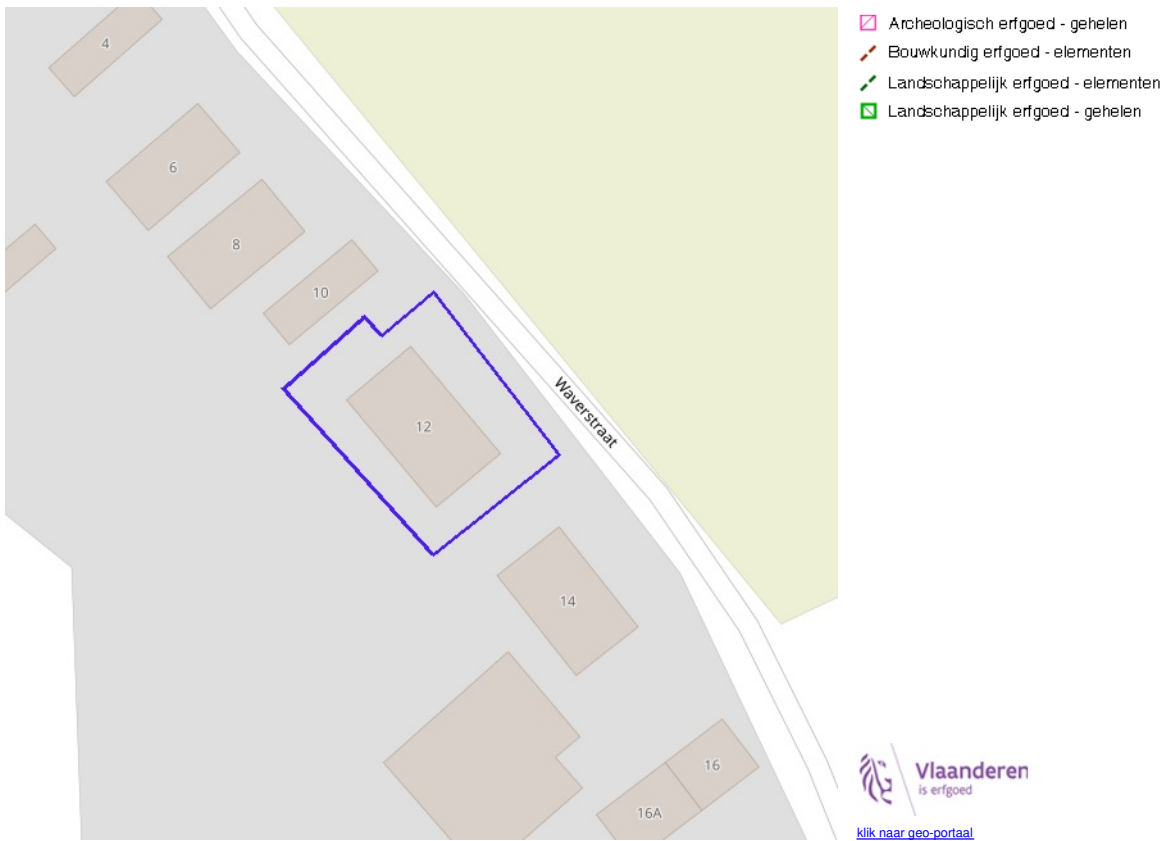 4
6
8
10
12
Waverstraat
14
16
16A
Archeologisch erfgoed - gehelen
Bouwkundig erfgoed - elementen
Landschappelijk erfgoed - elementen
Landschappelijk erfgoed - gehelen
Vlaanderen
is erfgoed
klik naar geo-portaal